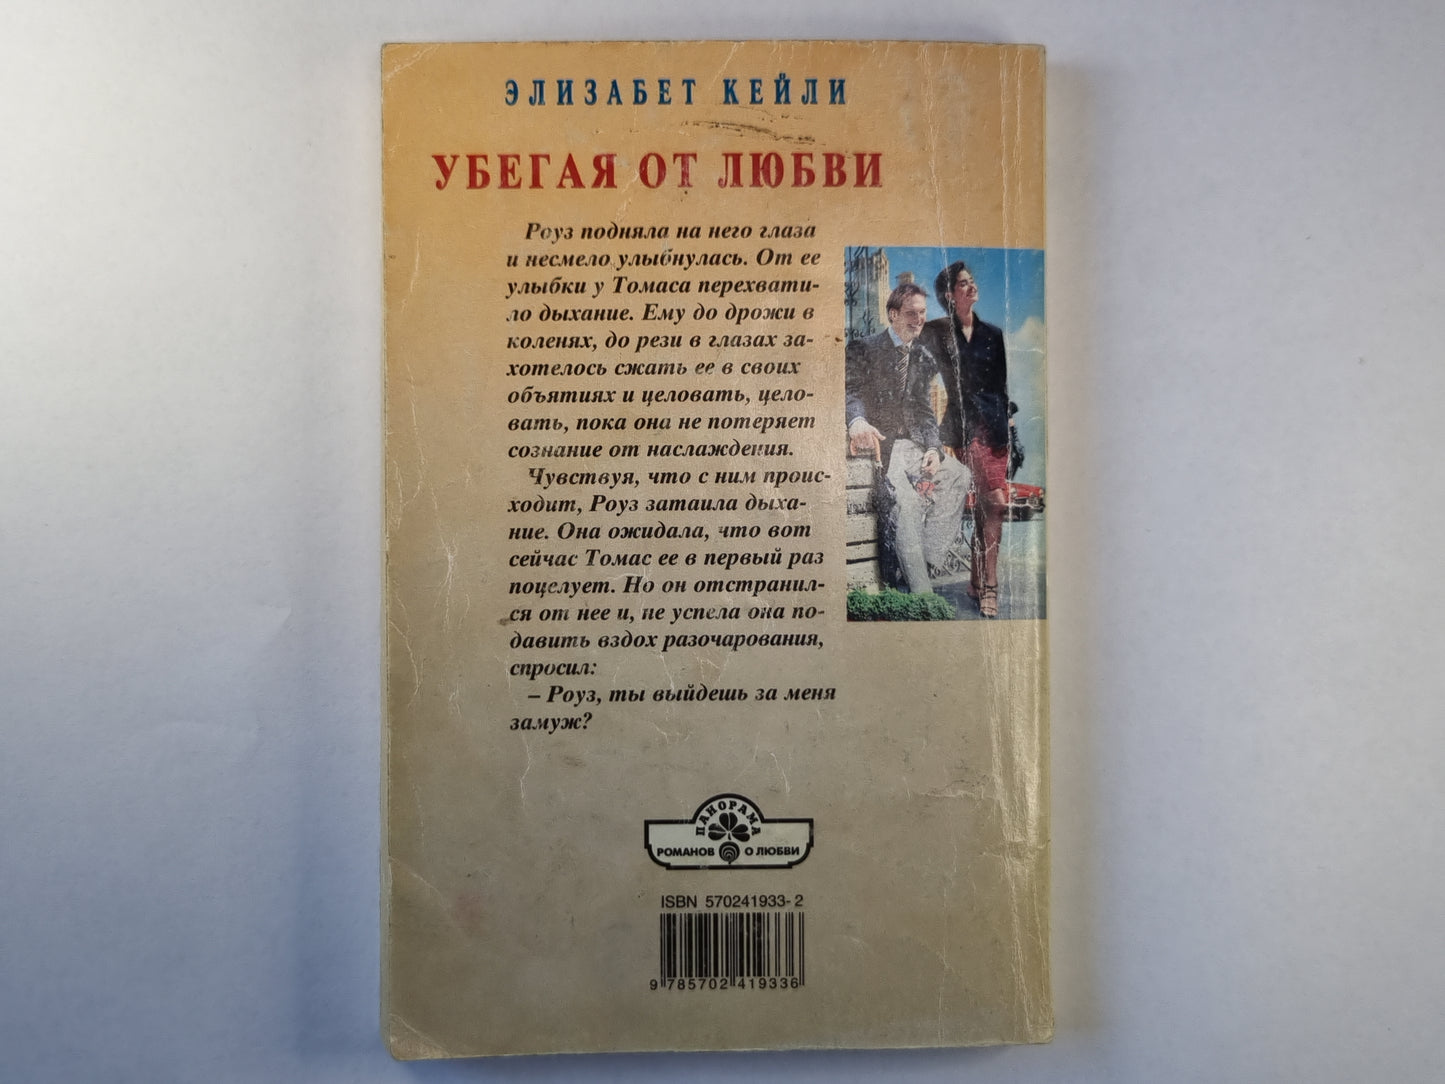 ЭЛИЗАБЕТ КЕЙЛИ
УБЕГАЯ ОТ ЛЮБВИ
Роуз подняла на него глаза
и несмело улыбнулась. От ее
улыбки у Томаса перехвати-
ло дыхание. Ему до дрожи в
коленях, до рези в глазах за-
хотелось сжать ее в своих
объятиях и целовать, цело-
вать, пока она не потеряет
сознание от наслаждения.
Чувствуя, что с ним проис-
ходит, Роуз затаила дыха-
ние. Она ожидала, что вот
сейчас Томас ее в первый раз
поцелует. Но он отстранил-
ся от нее и, не успела она по-
давить вздох разочарования,
спросил:
– Роуз, ты выйдешь за меня
замуж?
ПАНОРАМА
РОМАНОВ О ЛЮБВИ
ISBN 570241933-2
9 785702 419336